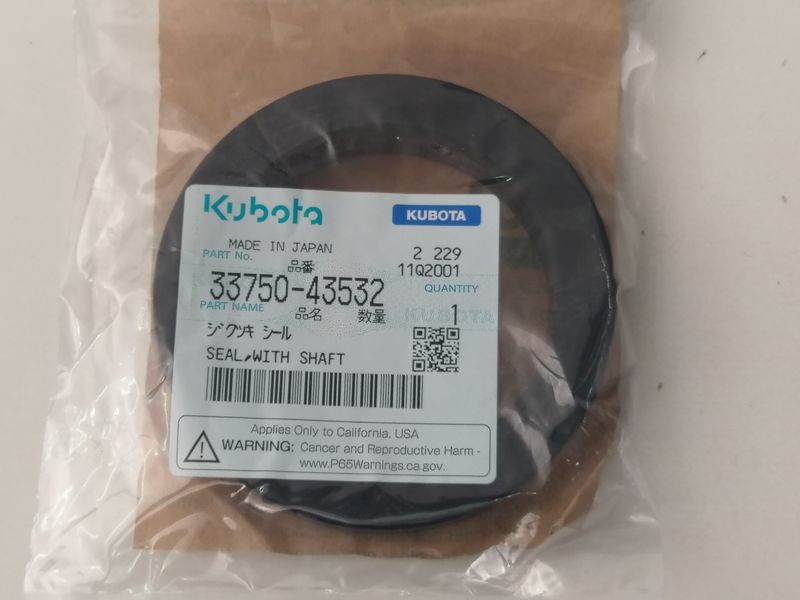 Kubota
KUBOTA
MADE IN JAPAN
2 229
PART No.
品番
11Q2001
33750-43532
QUANTITY
PART NAME
品名
数量
1
KUBOTA
ジクツキ シール
SEAL,WITH SHAFT
Applies Only to California, USA
WARNING: Cancer and Reproductive Harm -
www.P65Warnings.ca.gov.